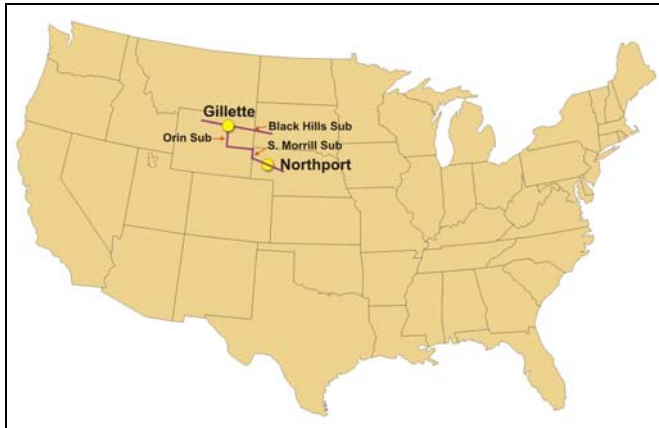 Gillette
Black Hills Sub
Orin Sub
S. Morrill Sub
Northport